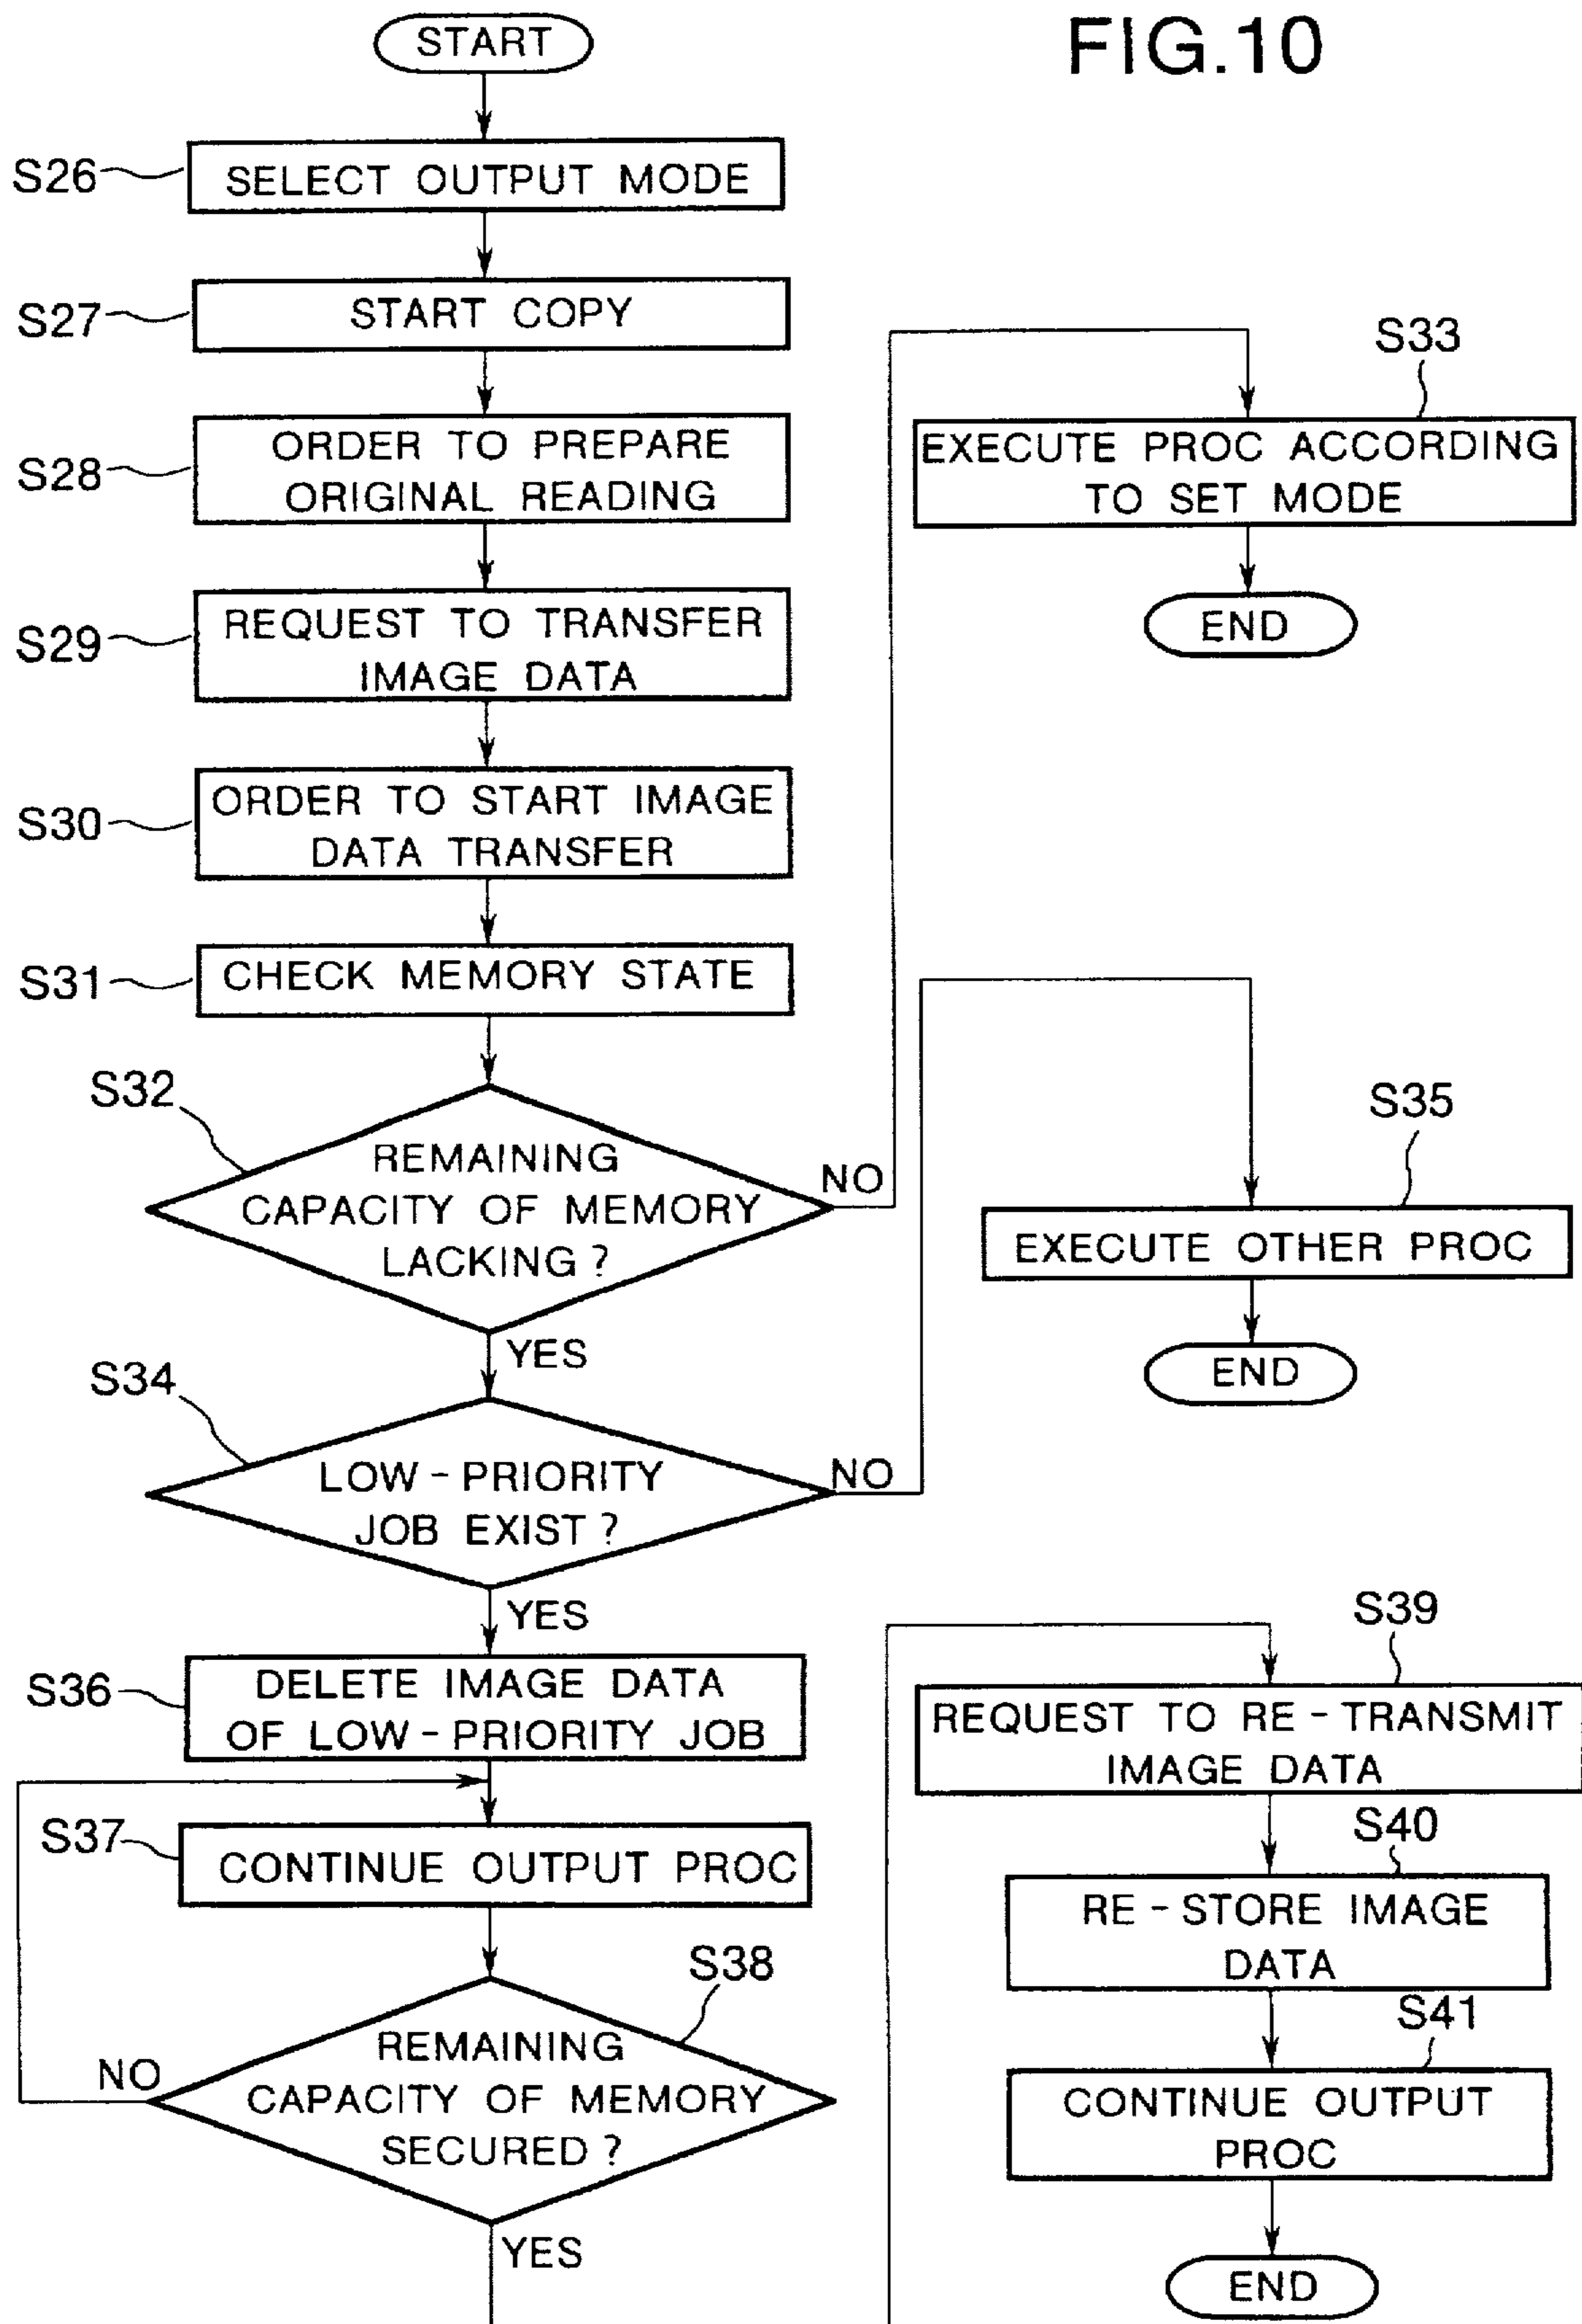 FIG.10
START
S26
SELECT OUTPUT MODE
S27
START COPY
S28
ORDER TO PREPARE
ORIGINAL READING
S29
REQUEST TO TRANSFER
IMAGE DATA
S30
ORDER TO START IMAGE
DATA TRANSFER
S31
CHECK MEMORY STATE
S32
REMAINING
CAPACITY OF MEMORY
LACKING ?
NO
YES
S33
EXECUTE PROC ACCORDING
TO SET MODE
END
S34
LOW - PRIORITY
JOB EXIST ?
NO
YES
S35
EXECUTE OTHER PROC
END
S36
DELETE IMAGE DATA
OF LOW - PRIORITY JOB
S37
CONTINUE OUTPUT PROC
S38
REMAINING
CAPACITY OF MEMORY
SECURED ?
NO
YES
S39
REQUEST TO RE - TRANSMIT
IMAGE DATA
S40
RE - STORE IMAGE
DATA
S41
CONTINUE OUTPUT
PROC
END